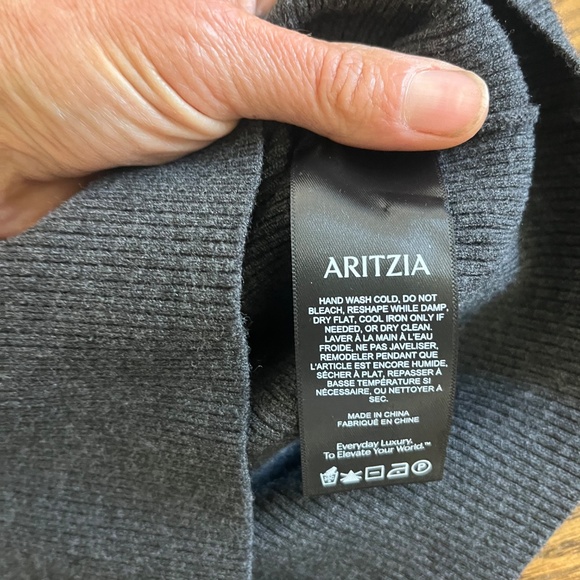 ARITZIA
HAND WASH COLD, DO NOT
BLEACH, RESHAPE WHILE DAMP,
DRY FLAT, COOL IRON ONLY IF
NEEDED, OR DRY CLEAN.
LAVER À LA MAIN À L'EAU
FROIDE, NE PAS JAVELISER,
REMODELER PENDANT QUE
L'ARTICLE EST ENCORE HUMIDE,
SÉCHER À PLAT, REPASSER À
BASSE TEMPÉRATURE SI
NÉCESSAIRE, OU NETTOYER À
SEC.
MADE IN CHINA
FABRIQUÉ EN CHINE
Everyday Luxury.
To Elevate Your World.™
P